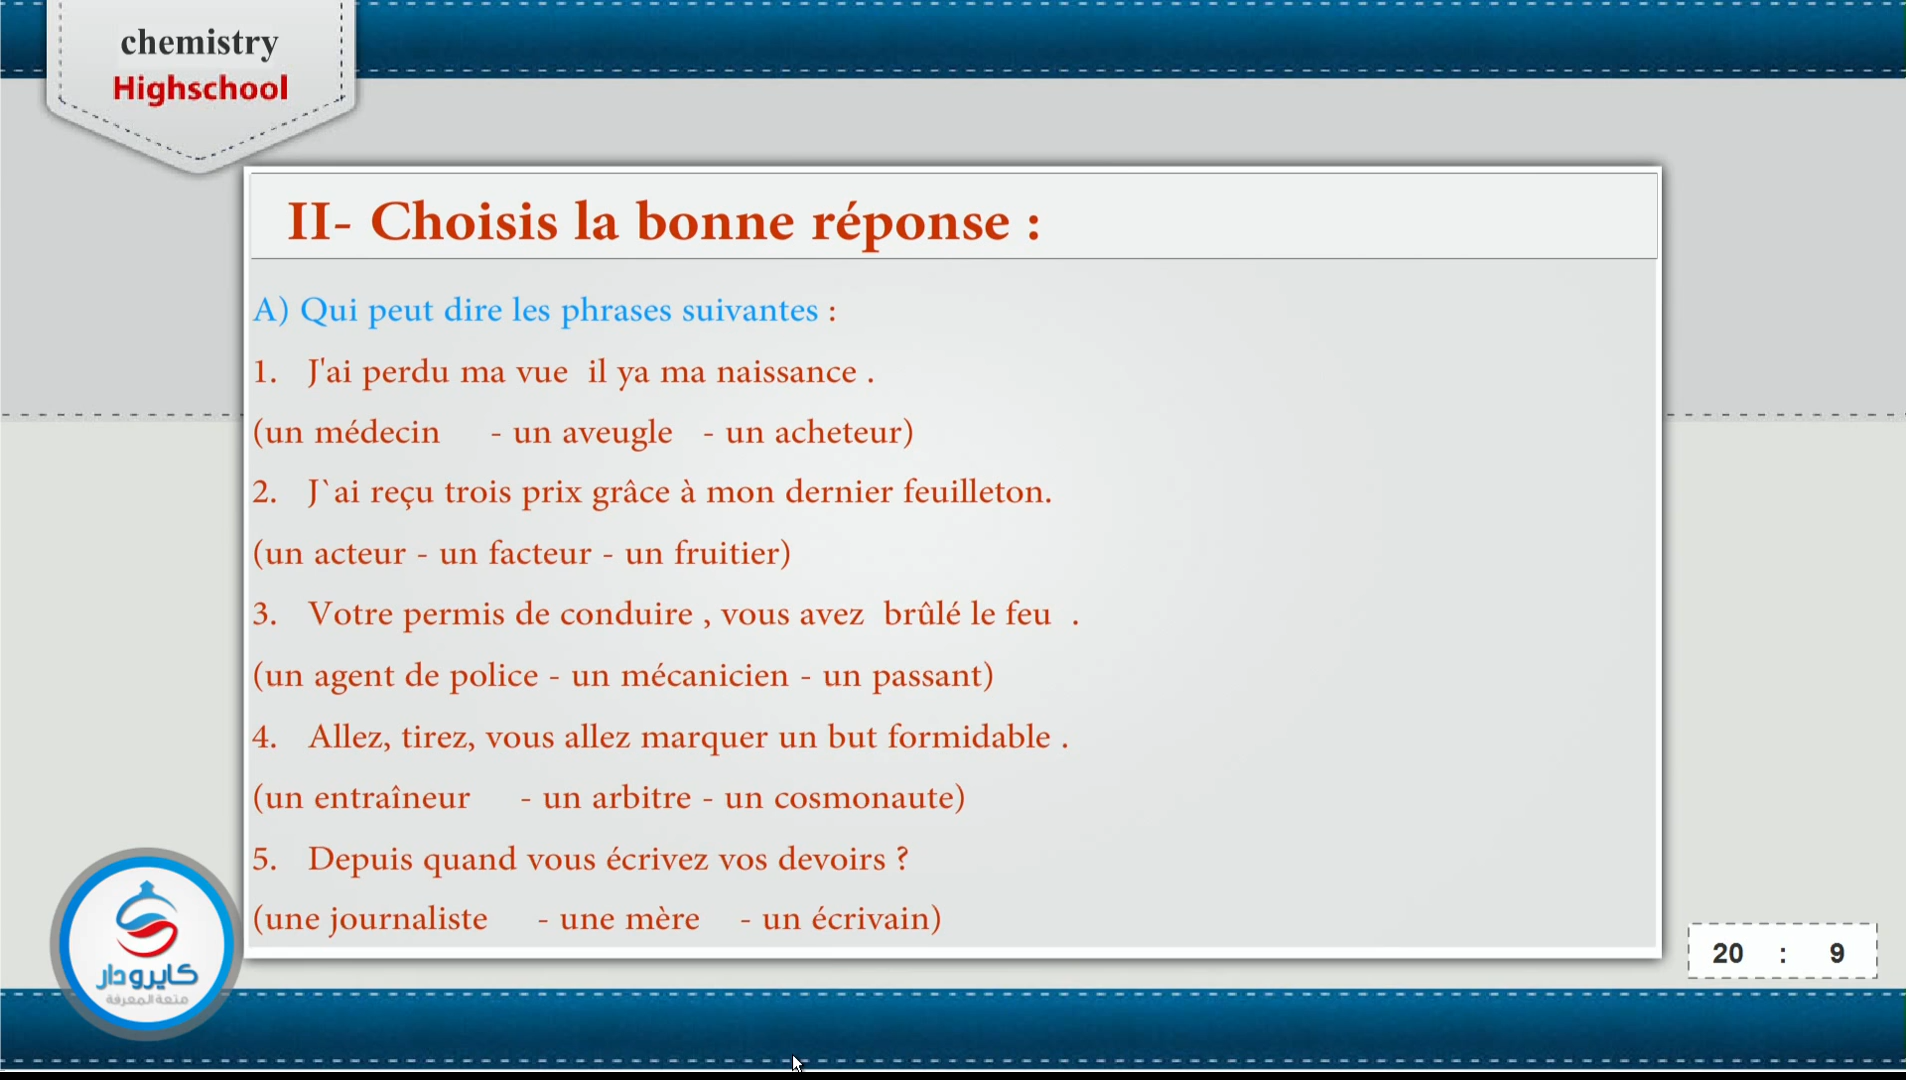 chemistry
Highschool
II- Choisis la bonne réponse :
A) Qui peut dire les phrases suivantes :
1. J'ai perdu ma vue il ya ma naissance .
(un médecin - un aveugle - un acheteur)
2. J`ai reçu trois prix grâce à mon dernier feuilleton.
(un acteur - un facteur - un fruitier)
3. Votre permis de conduire , vous avez brûlé le feu .
(un agent de police - un mécanicien - un passant)
4. Allez, tirez, vous allez marquer un but formidable .
(un entraîneur - un arbitre - un cosmonaute)
5. Depuis quand vous écrivez vos devoirs ?
(une journaliste - une mère - un écrivain)
كايرودار
متعة المعرفة
20 : 9